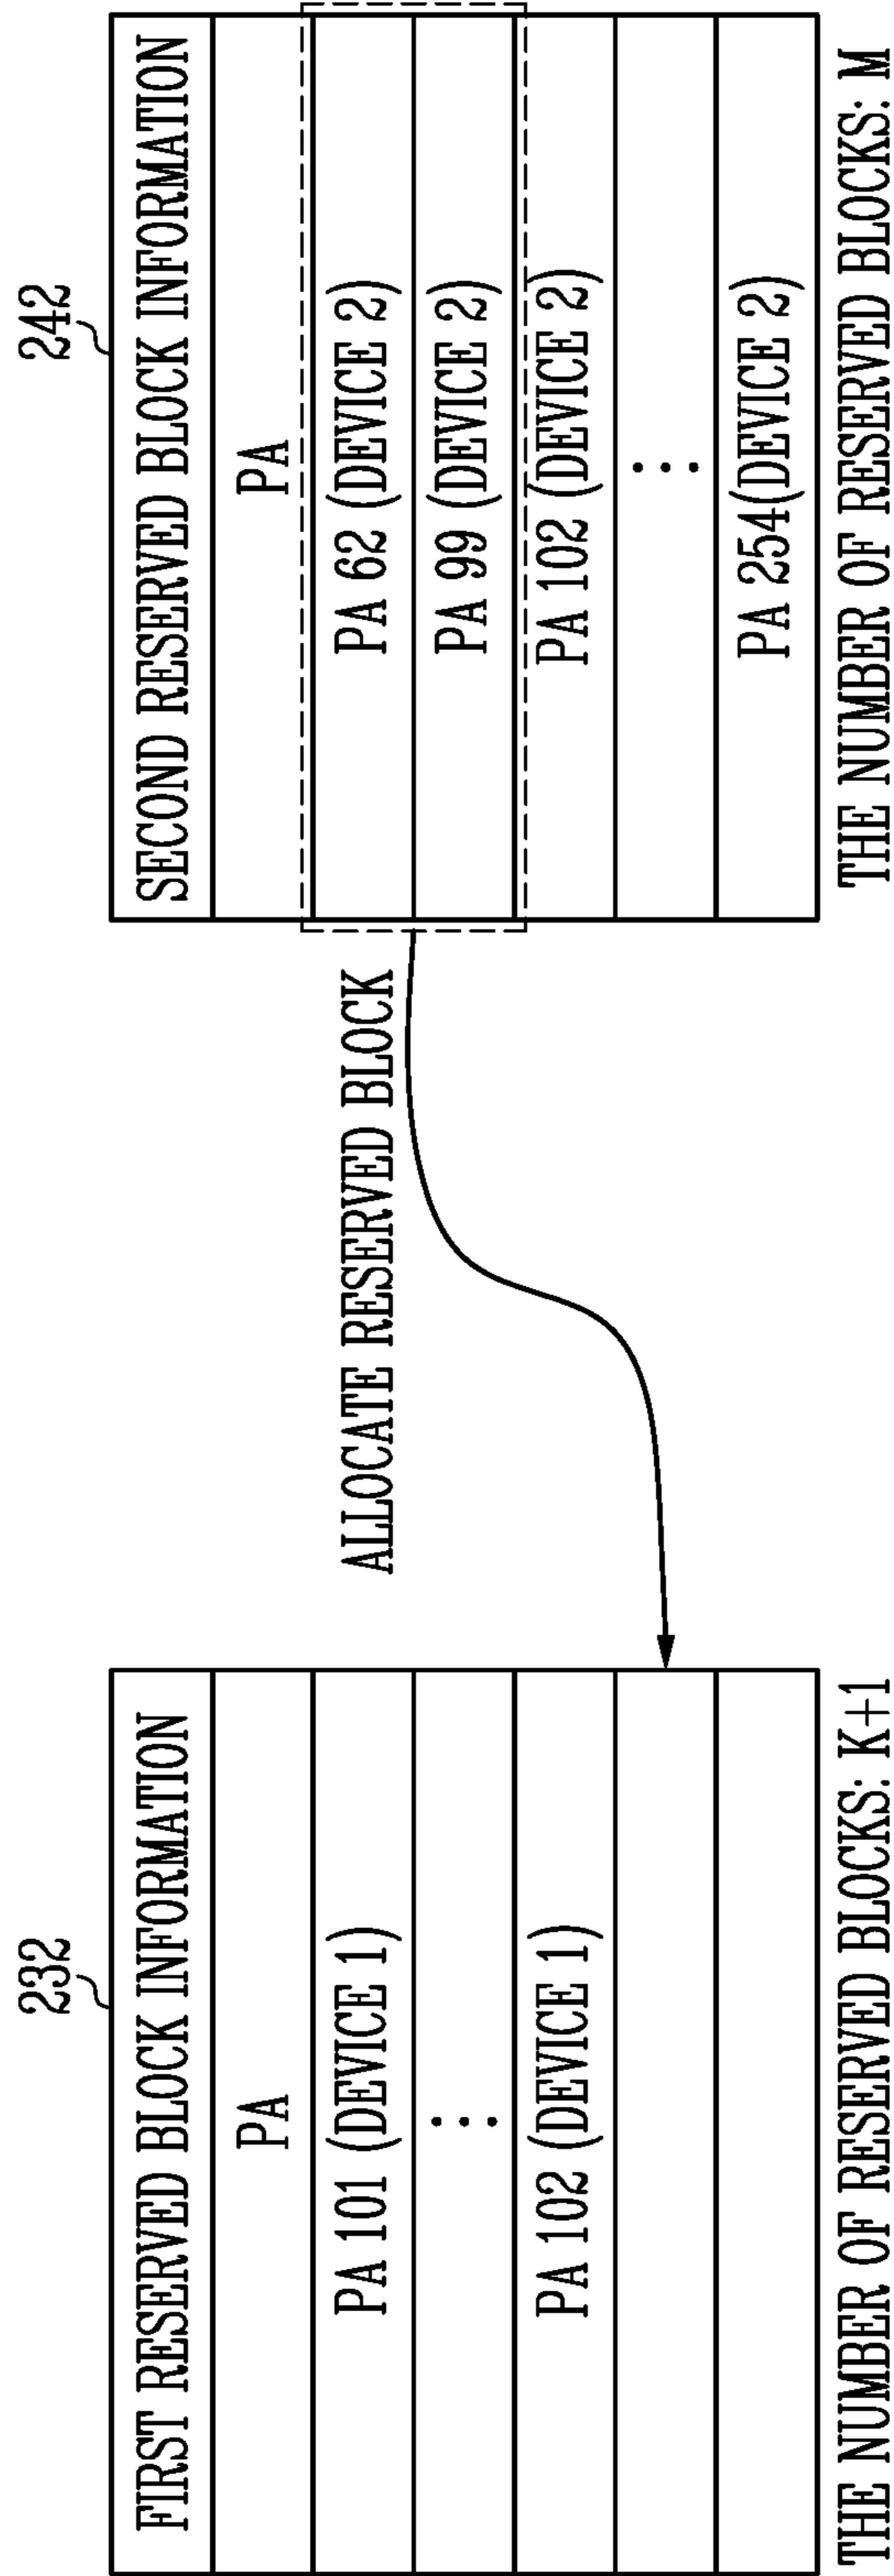 232
FIRST RESERVED BLOCK INFORMATION
PA
PA 101 (DEVICE 1)
⋮
PA 102 (DEVICE 1)
THE NUMBER OF RESERVED BLOCKS: K+1
ALLOCATE RESERVED BLOCK
242
SECOND RESERVED BLOCK INFORMATION
PA
PA 62 (DEVICE 2)
PA 99 (DEVICE 2)
PA 102 (DEVICE 2)
⋮
PA 254(DEVICE 2)
THE NUMBER OF RESERVED BLOCKS: M